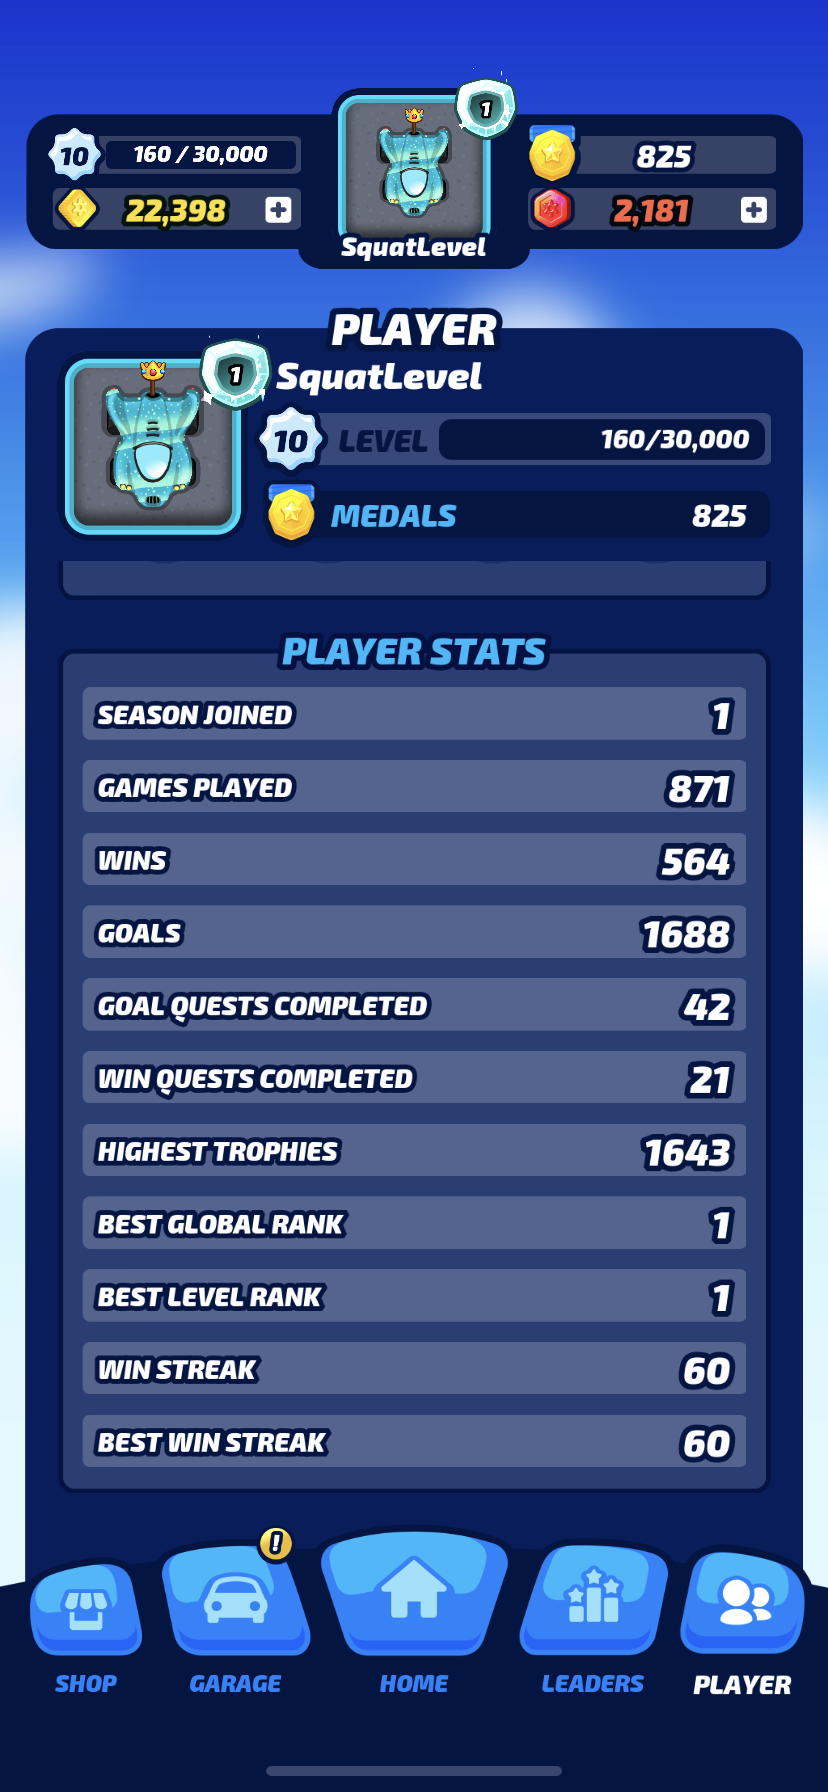 10
160 / 30,000
1
825
22,398
2,181
SquatLevel
PLAYER
1
SquatLevel
10
LEVEL
160/30,000
MEDALS
825
PLAYER STATS
SEASON JOINED
1
GAMES PLAYED
871
WINS
564
GOALS
1688
GOAL QUESTS COMPLETED
42
WIN QUESTS COMPLETED
21
HIGHEST TROPHIES
1643
BEST GLOBAL RANK
1
BEST LEVEL RANK
1
WIN STREAK
60
BEST WIN STREAK
60
!
SHOP
GARAGE
HOME
LEADERS
PLAYER